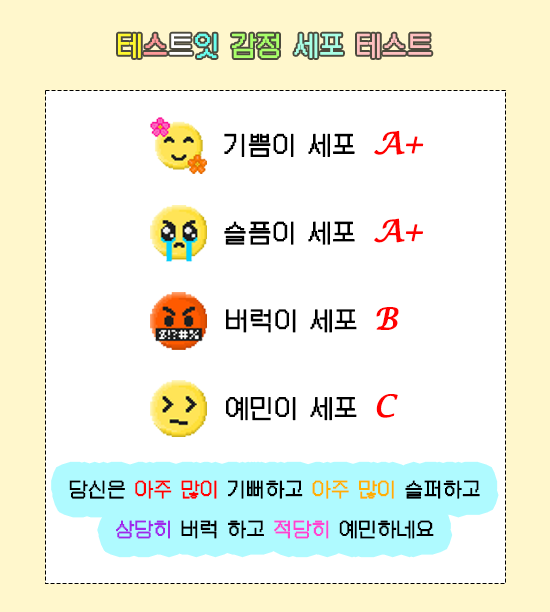 테스트잇 감정 세포 테스트
기쁨이 세포 A+
슬픔이 세포 A+
$!?#%
버럭이 세포 B
예민이 세포 C
당신은 아주 많이 기뻐하고 아주 많이 슬퍼하고
상당히 버럭 하고 적당히 예민하네요